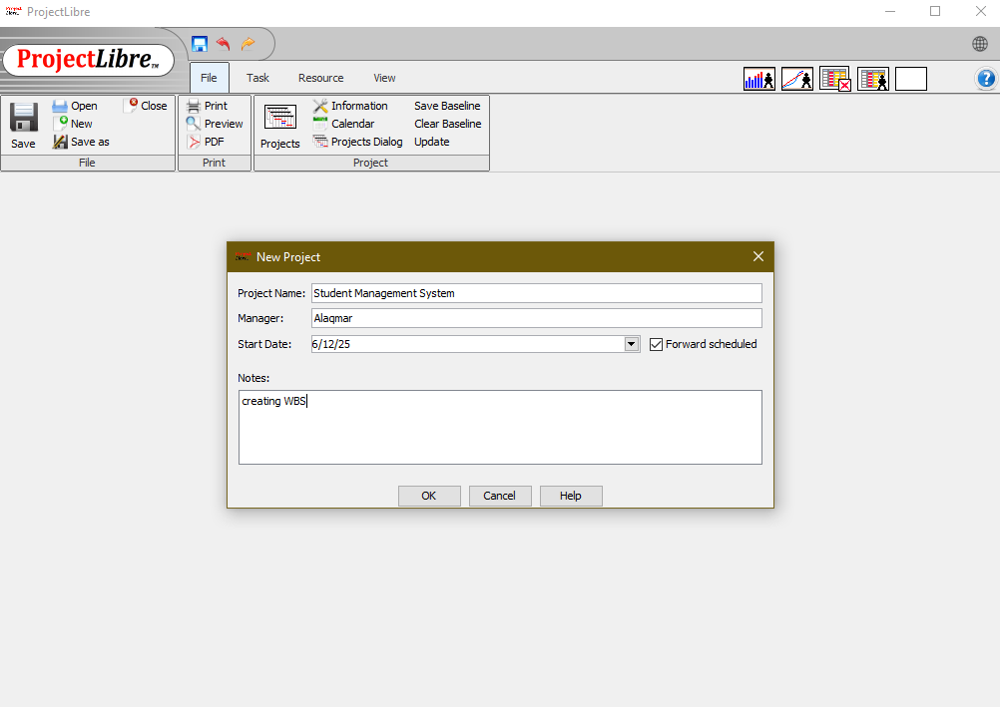 ProjectLibre
ProjectLibre™
File Task Resource View
Save
Open
New
Save as
Close
File
Print
Preview
PDF
Print
Projects
Information
Calendar
Projects Dialog
Save Baseline
Clear Baseline
Update
Project
New Project
Project Name: Student Management System
Manager: Alaqmar
Start Date: 6/12/25 Forward scheduled
Notes:
creating WBS
OK Cancel Help